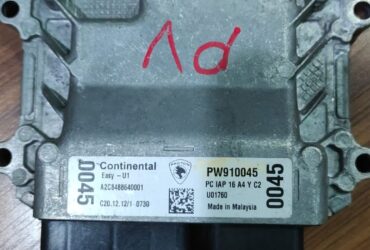 1d
0045
Continental
Easy - U1
A2C8488640001
C20.12.12/1 0730
PW910045
PC IAP 16 A4 Y C2
U01760
Made in Malaysia
0045